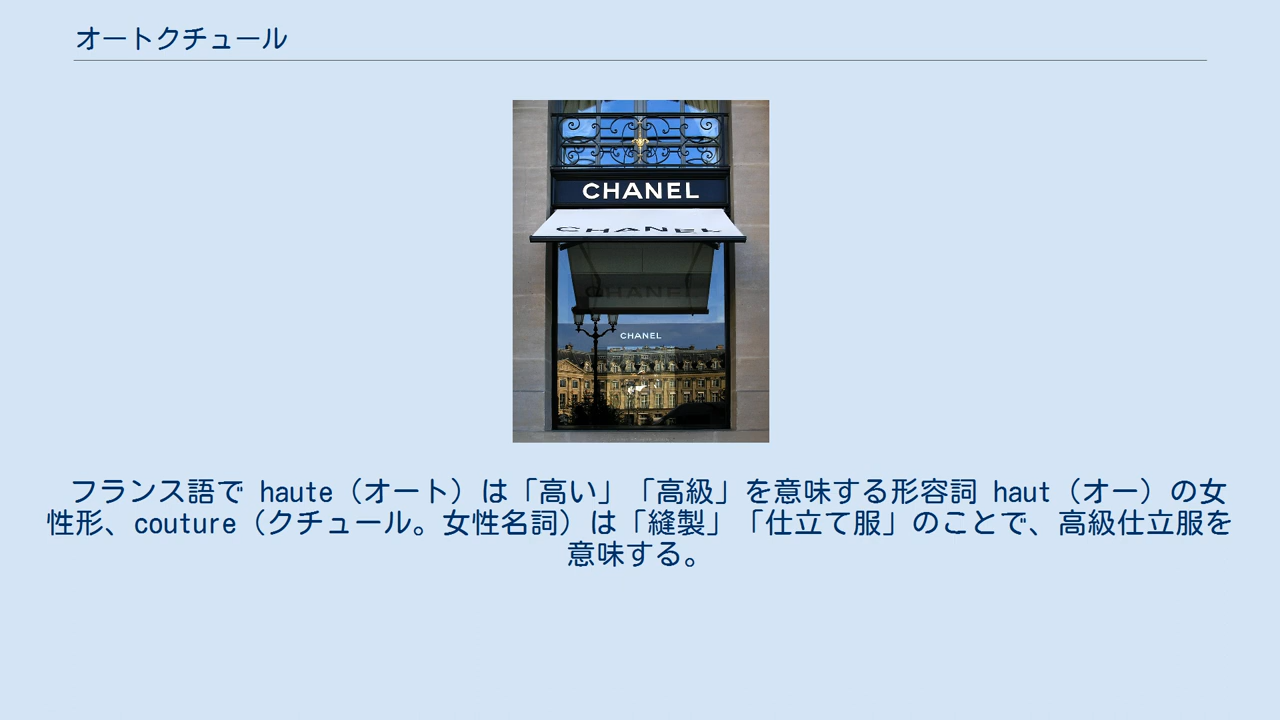 オートクチュール
CHANEL
CHANEL
CHANEL
CHANEL
フランス語で haute（オート）は「高い」「高級」を意味する形容詞 haut（オー）の女
性形、couture（クチュール。女性名詞）は「縫製」「仕立て服」のことで、高級仕立服を
意味する。